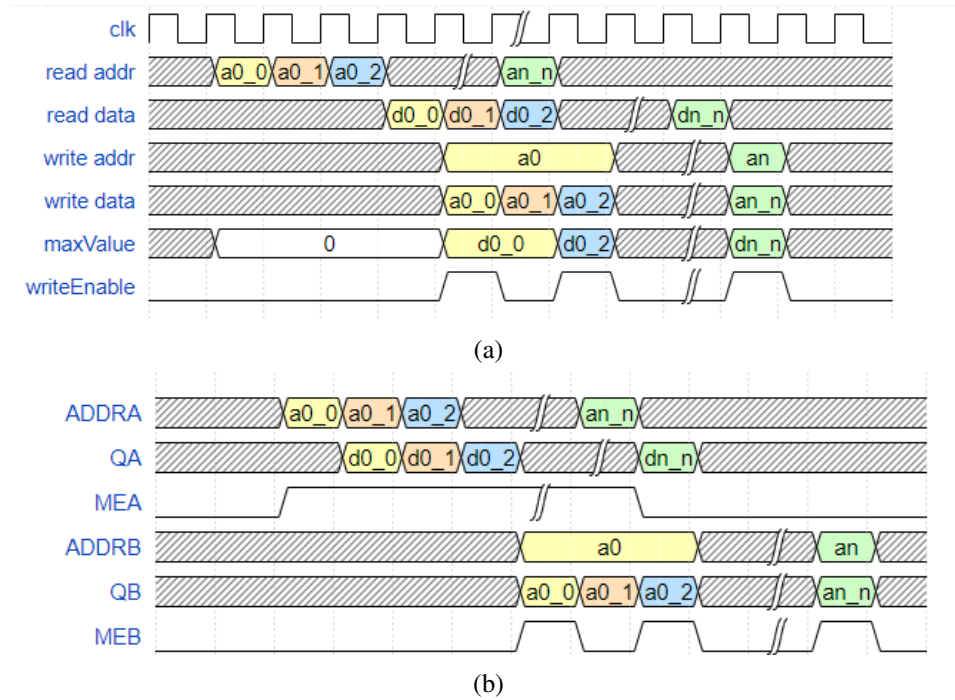 clk
read addr a0_0 a0_1 a0_2 an_n
read data d0_0 d0_1 d0_2 dn_n
write addr a0 an
write data a0_0 a0_1 a0_2 an_n
maxValue 0 d0_0 d0_2 dn_n
writeEnable
(a)
ADDRA a0_0 a0_1 a0_2 an_n
QA d0_0 d0_1 d0_2 dn_n
MEA
ADDRB a0 an
QB a0_0 a0_1 a0_2 an_n
MEB
(b)